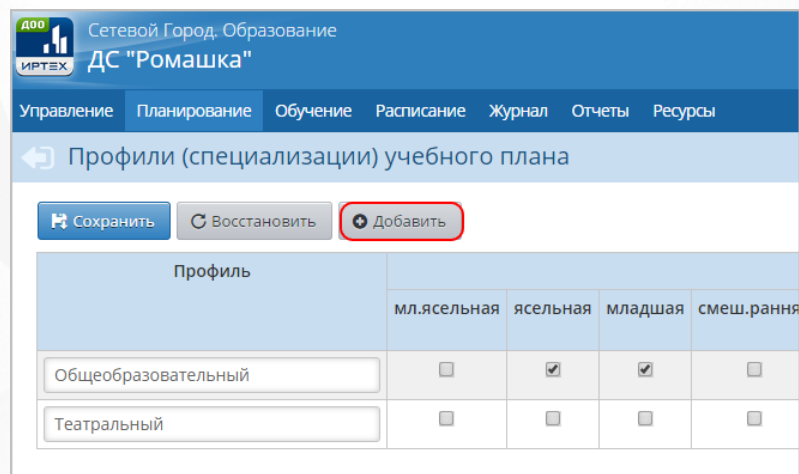 ДОО
ИРТЕХ
Сетевой Город. Образование
ДС "Ромашка"
Управление Планирование Обучение Расписание Журнал Отчеты Ресурсы
Профили (специализации) учебного плана
Сохранить Восстановить Добавить
Профиль
мл.ясельная ясельная младшая смеш.рання
Общеобразовательный
Театральный